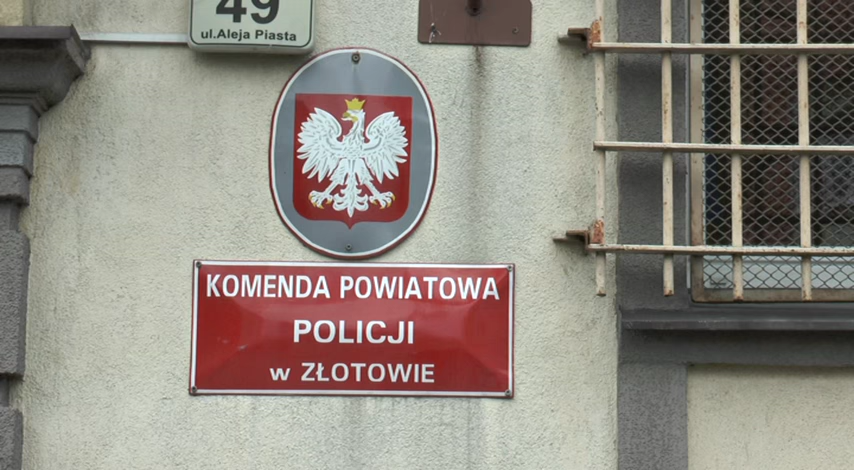 49
ul.Aleja Piasta
KOMENDA POWIATOWA
POLICJI
w ZŁOTOWIE